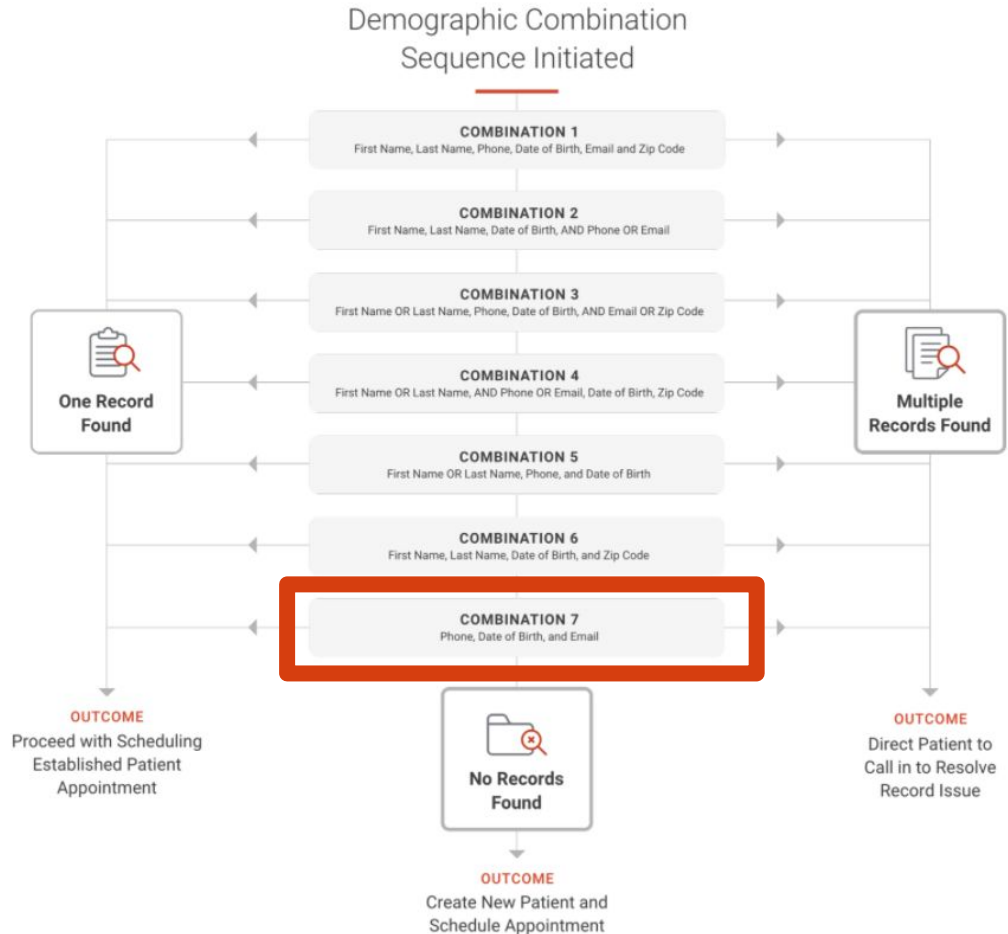 Demographic Combination
Sequence Initiated
COMBINATION 1
First Name, Last Name, Phone, Date of Birth, Email and Zip Code
COMBINATION 2
First Name, Last Name, Date of Birth, AND Phone OR Email
COMBINATION 3
First Name OR Last Name, Phone, Date of Birth, AND Email OR Zip Code
COMBINATION 4
First Name OR Last Name, AND Phone OR Email, Date of Birth, Zip Code
COMBINATION 5
First Name OR Last Name, Phone, and Date of Birth
COMBINATION 6
First Name, Last Name, Date of Birth, and Zip Code
COMBINATION 7
Phone, Date of Birth, and Email
One Record
Found
Multiple
Records Found
OUTCOME
Proceed with Scheduling
Established Patient
Appointment
No Records
Found
OUTCOME
Create New Patient and
Schedule Appointment
OUTCOME
Direct Patient to
Call in to Resolve
Record Issue